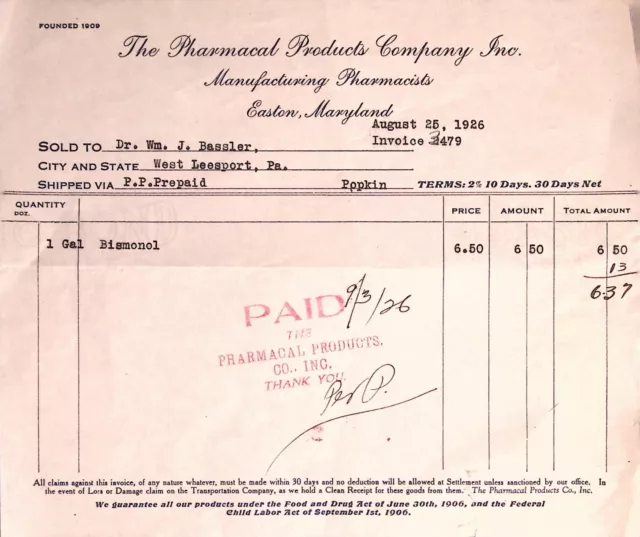 FOUNDED 1909
The Pharmacal Products Company Inc.
Manufacturing Pharmacists
Easton, Maryland
August 25, 1926
Invoice 3479
SOLD TO Dr. Wm. J. Bassler,
CITY AND STATE West Leesport, Pa.
SHIPPED VIA P.P.Prepaid Popkin TERMS: 2% 10 Days. 30 Days Net
QUANTITY DOZ. PRICE AMOUNT TOTAL AMOUNT
1 Gal Bismonol 6.50 6 50 6 50
13
6.37
PAID 9/3/26
THE
PHARMACAL PRODUCTS.
CO., INC.
THANK YOU.
Per P.
All claims against this invoice, of any nature whatever, must be made within 30 days and no deduction will be allowed at Settlement unless sanctioned by our office. In
the event of Lors or Damage claim on the Transportation Company, as we hold a Clean Receipt for these goods from them. The Pharmacal Products Co., Inc.
We guarantee all our products under the Food and Drug Act of June 30th, 1906, and the Federal
Child Labor Act of September 1st, 1906.